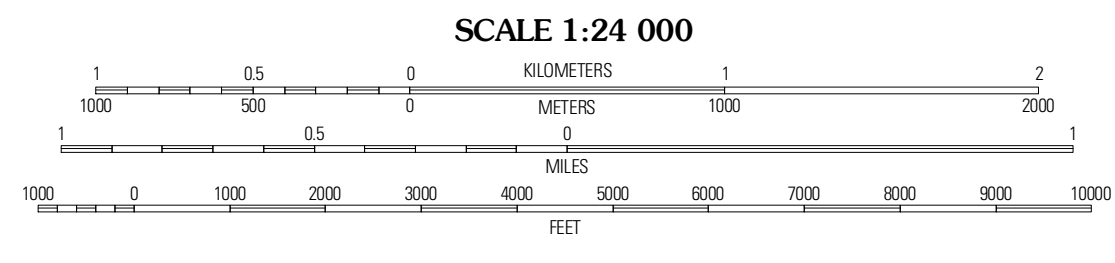 SCALE 1:24 000
1 0.5 0 KILOMETERS 1 2
1000 500 0 METERS 1000 2000
1 0.5 0 1
MILES
1000 0 1000 2000 3000 4000 5000 6000 7000 8000 9000 10000
FEET